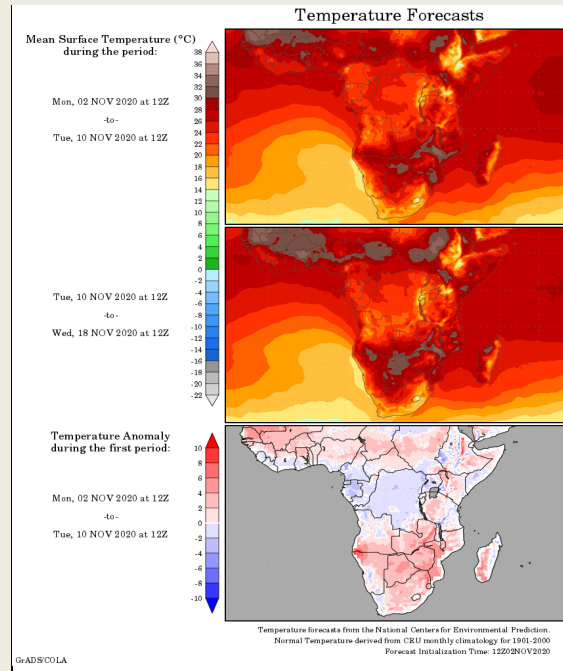 Temperature Forecasts
Mean Surface Temperature (°C)
during the period:
Mon, 02 NOV 2020 at 12Z
-to-
Tue, 10 NOV 2020 at 12Z
38
36
34
32
30
28
26
24
22
20
18
16
14
12
10
8
6
4
2
0
-2
-4
-6
-8
-10
-12
-14
-16
-18
-20
-22
Tue, 10 NOV 2020 at 12Z
-to-
Wed, 18 NOV 2020 at 12Z
Temperature Anomaly
during the first period:
Mon, 02 NOV 2020 at 12Z
-to-
Tue, 10 NOV 2020 at 12Z
10
8
6
4
2
0
-2
-4
-6
-8
-10
Temperature forecasts from the National Centers for Environmental Prediction.
Normal Temperature derived from CRU monthly climatology for 1901-2000
Forecast Initialization Time: 12Z02NOV2020
GrADS/COLA